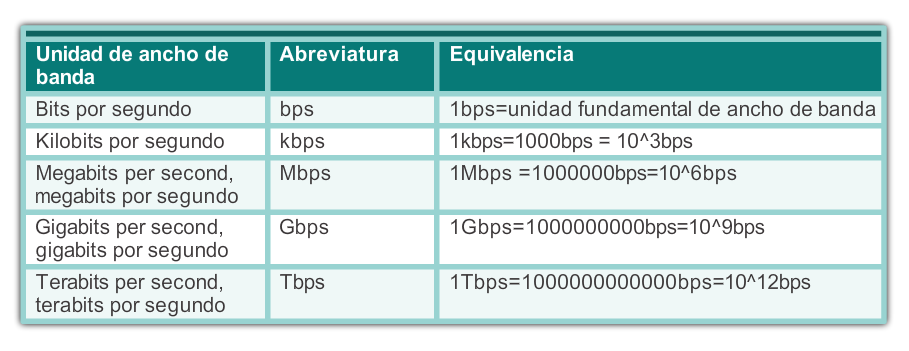 Unidad de ancho de banda Abreviatura Equivalencia
Bits por segundo bps 1bps=unidad fundamental de ancho de banda
Kilobits por segundo kbps 1kbps=1000bps = 10^3bps
Megabits per second, megabits por segundo Mbps 1Mbps =1000000bps=10^6bps
Gigabits per second, gigabits por segundo Gbps 1Gbps=1000000000bps=10^9bps
Terabits per second, terabits por segundo Tbps 1Tbps=1000000000000bps=10^12bps